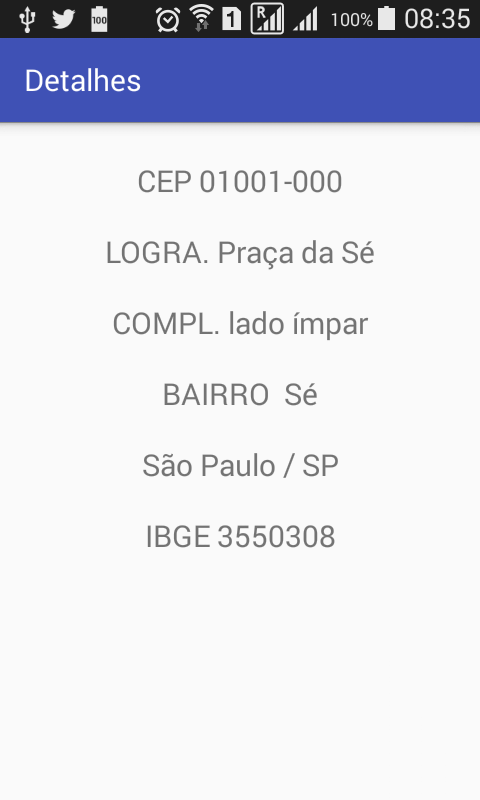 100 1 R 100% 08:35
Detalhes
CEP 01001-000
LOGRA. Praça da Sé
COMPL. lado ímpar
BAIRRO  Sé
São Paulo / SP
IBGE 3550308